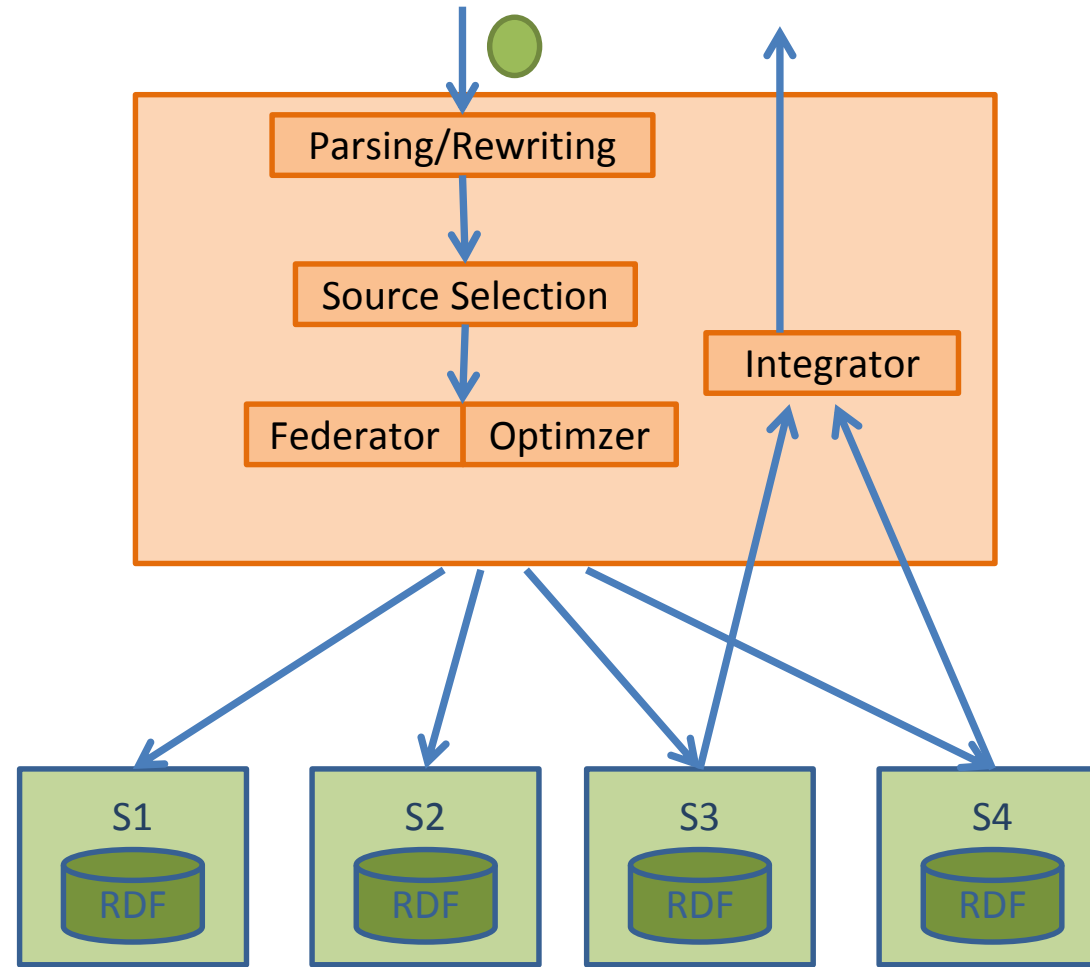 Parsing/Rewriting
Source Selection
Integrator
Federator Optimzer
S1 S2 S3 S4
RDF RDF RDF RDF